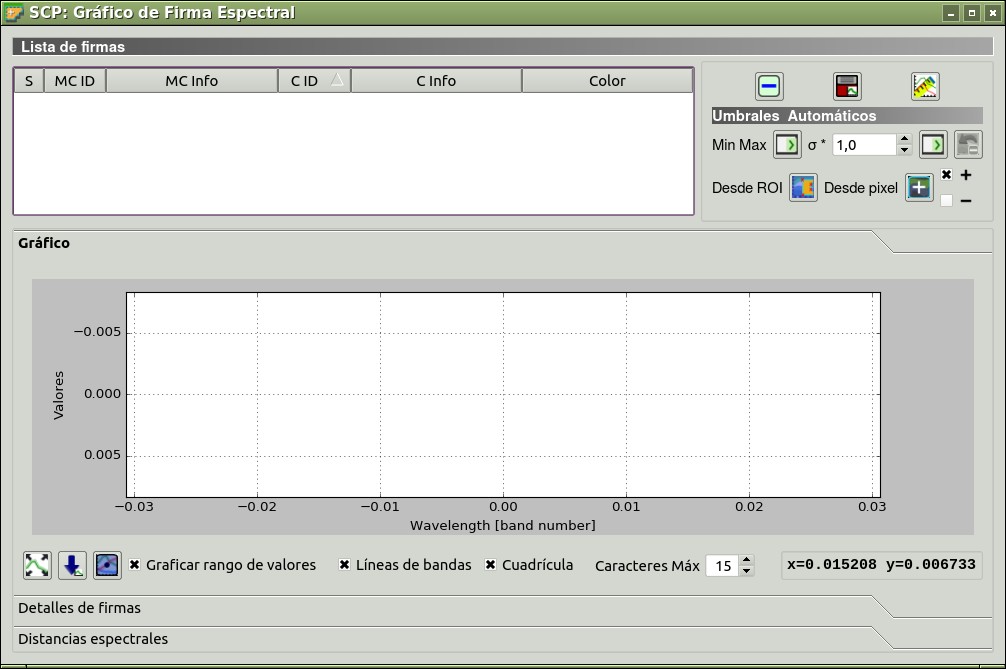 SCP: Gráfico de Firma Espectral
Lista de firmas
S MC ID MC Info C ID C Info Color
Umbrales Automáticos
Min Max σ * 1,0
Desde ROI Desde pixel
Gráfico
−0.005
0.000
0.005
Valores
−0.03 −0.02 −0.01 0.00 0.01 0.02 0.03
Wavelength [band number]
Graficar rango de valores Líneas de bandas Cuadrícula Caracteres Máx 15 x=0.015208 y=0.006733
Detalles de firmas
Distancias espectrales